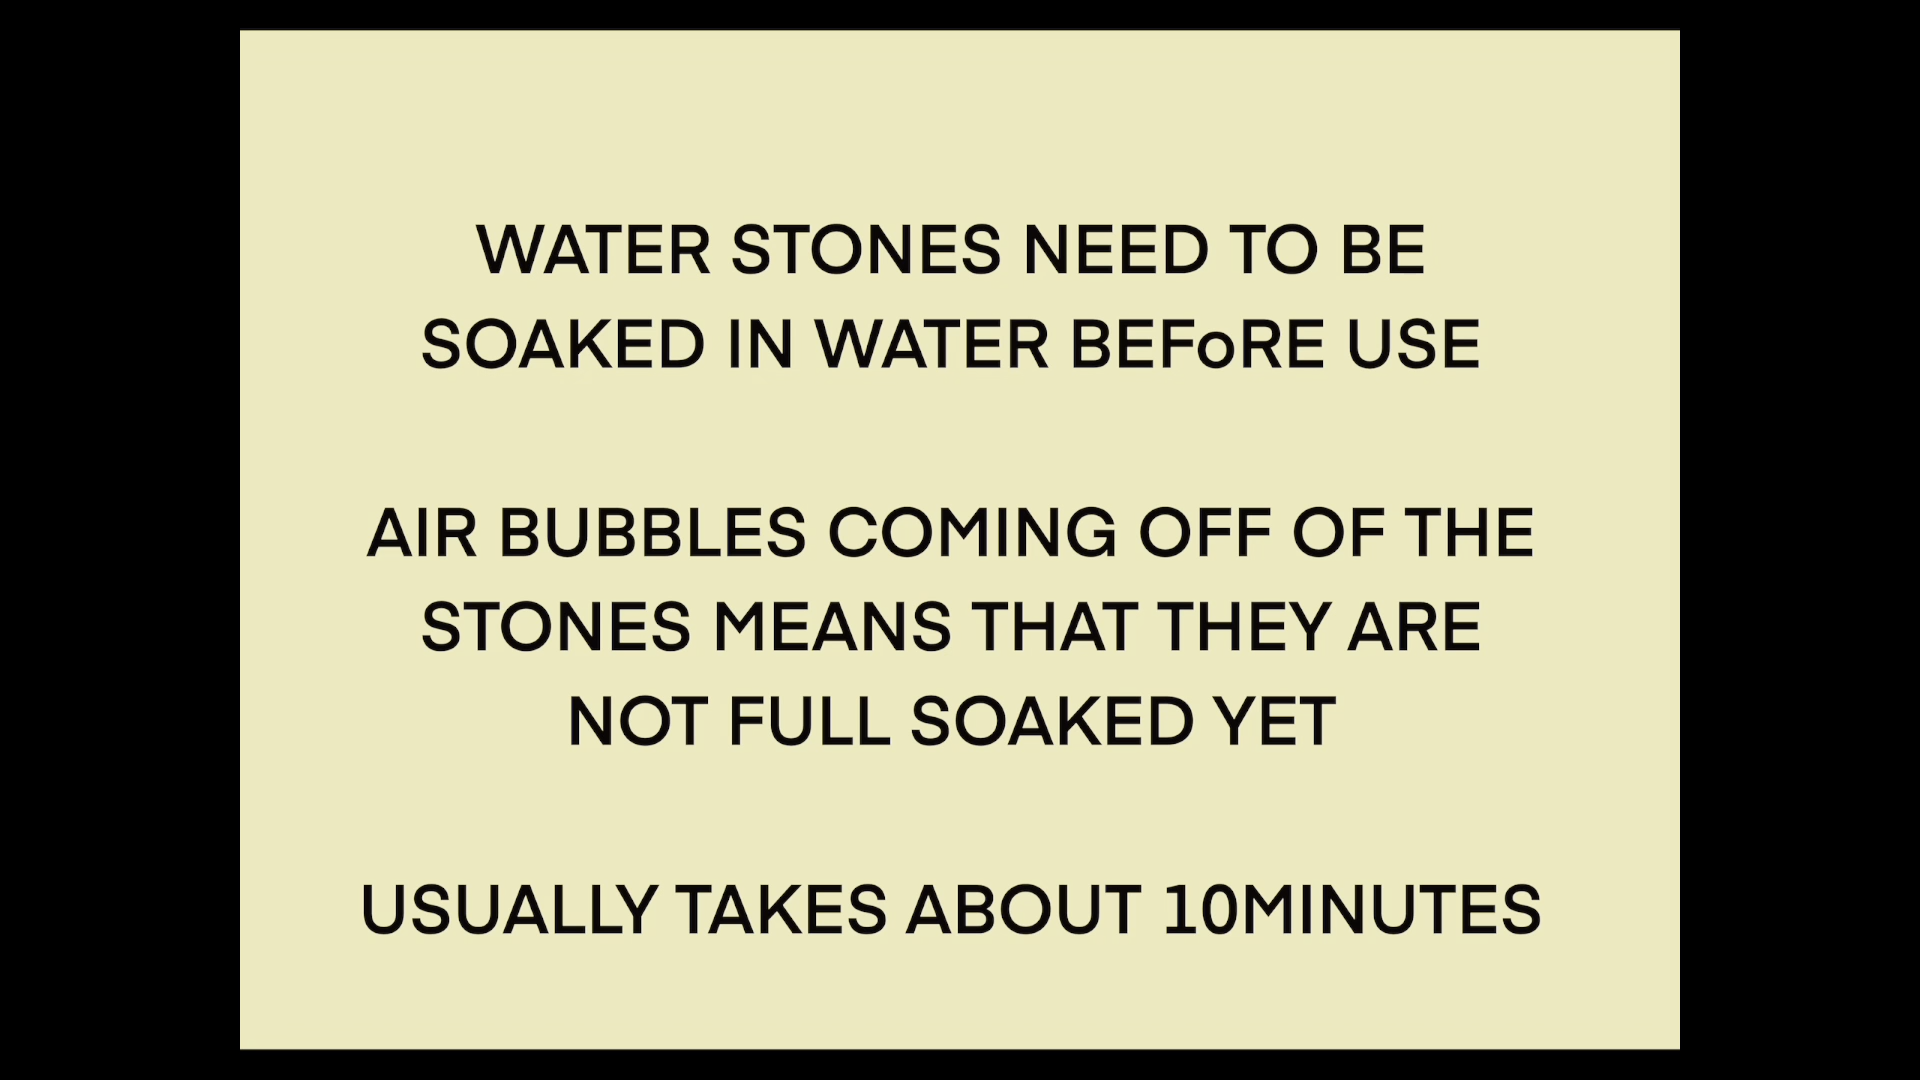 WATER STONES NEED TO BE
SOAKED IN WATER BEFoRE USE
AIR BUBBLES COMING OFF OF THE
STONES MEANS THAT THEY ARE
NOT FULL SOAKED YET
USUALLY TAKES ABOUT 10MINUTES